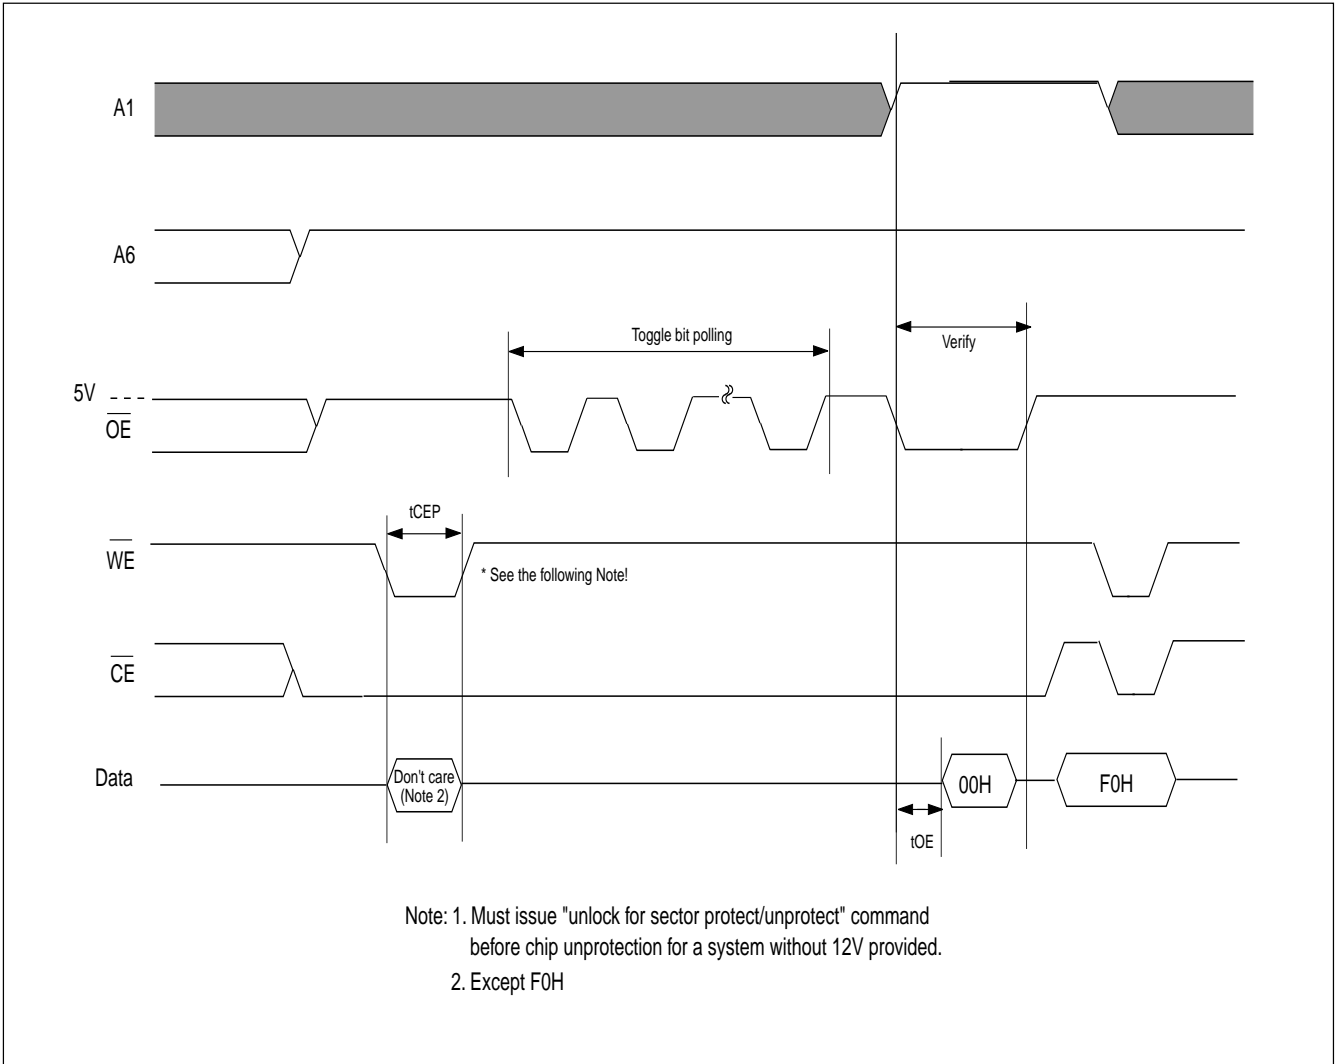 A1
A6
Toggle bit polling
Verify
5V
OE
tCEP
WE
* See the following Note!
CE
Data
Don't care
(Note 2)
00H
F0H
tOE
Note: 1. Must issue "unlock for sector protect/unprotect" command
before chip unprotection for a system without 12V provided.
2. Except F0H